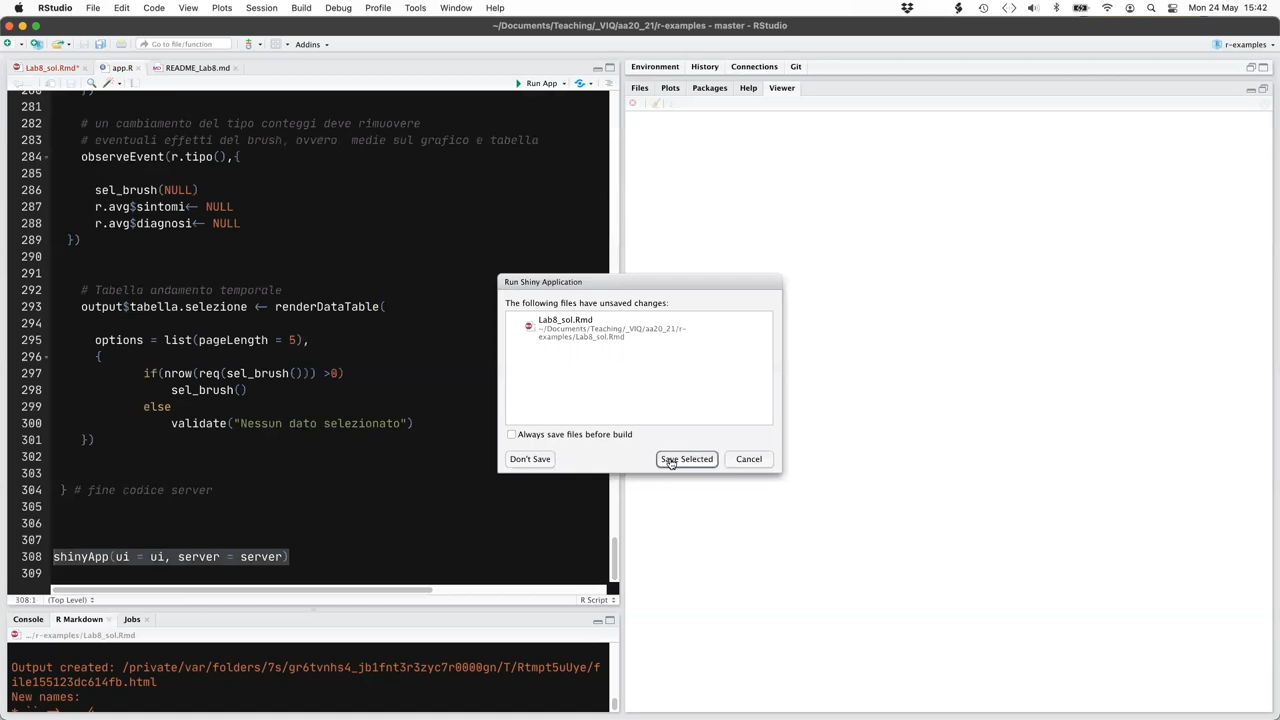 RStudio File Edit Code View Plots Session Build Debug Profile Tools Window Help Mon 24 May 15:42
~/Documents/Teaching/_VIQ/aa20_21/r-examples - master - RStudio
Go to file/function Addins r-examples
Lab8_sol.Rmd* app.R README_Lab8.md
Run App
281
282 # un cambiamento del tipo conteggi deve rimuovere
283 # eventuali effetti del brush, ovvero medie sul grafico e tabella
284 observeEvent(r.tipo(),{
285
286 sel_brush(NULL)
287 r.avg$sintomi<- NULL
288 r.avg$diagnosi<- NULL
289 })
290
291
292 # Tabella andamento temporale
293 output$tabella.selezione <- renderDataTable(
294
295 options = list(pageLength = 5),
296 {
297 if(nrow(req(sel_brush())) >0)
298 sel_brush()
299 else
300 validate("Nessun dato selezionato")
301 })
302
303
304 } # fine codice server
305
306
307
308 shinyApp(ui = ui, server = server)
309
308:1 (Top Level) R Script
Console R Markdown Jobs
.../r-examples/Lab8_sol.Rmd
Output created: /private/var/folders/7s/gr6tvnhs4_jb1fnt3r3zyc7r0000gn/T/Rtmpt5uUye/f
ile155123dc614fb.html
New names:
Environment History Connections Git
Files Plots Packages Help Viewer
Run Shiny Application
The following files have unsaved changes:
Lab8_sol.Rmd
~/Documents/Teaching/_VIQ/aa20_21/r-
examples/Lab8_sol.Rmd
Always save files before build
Don't Save Save Selected Cancel